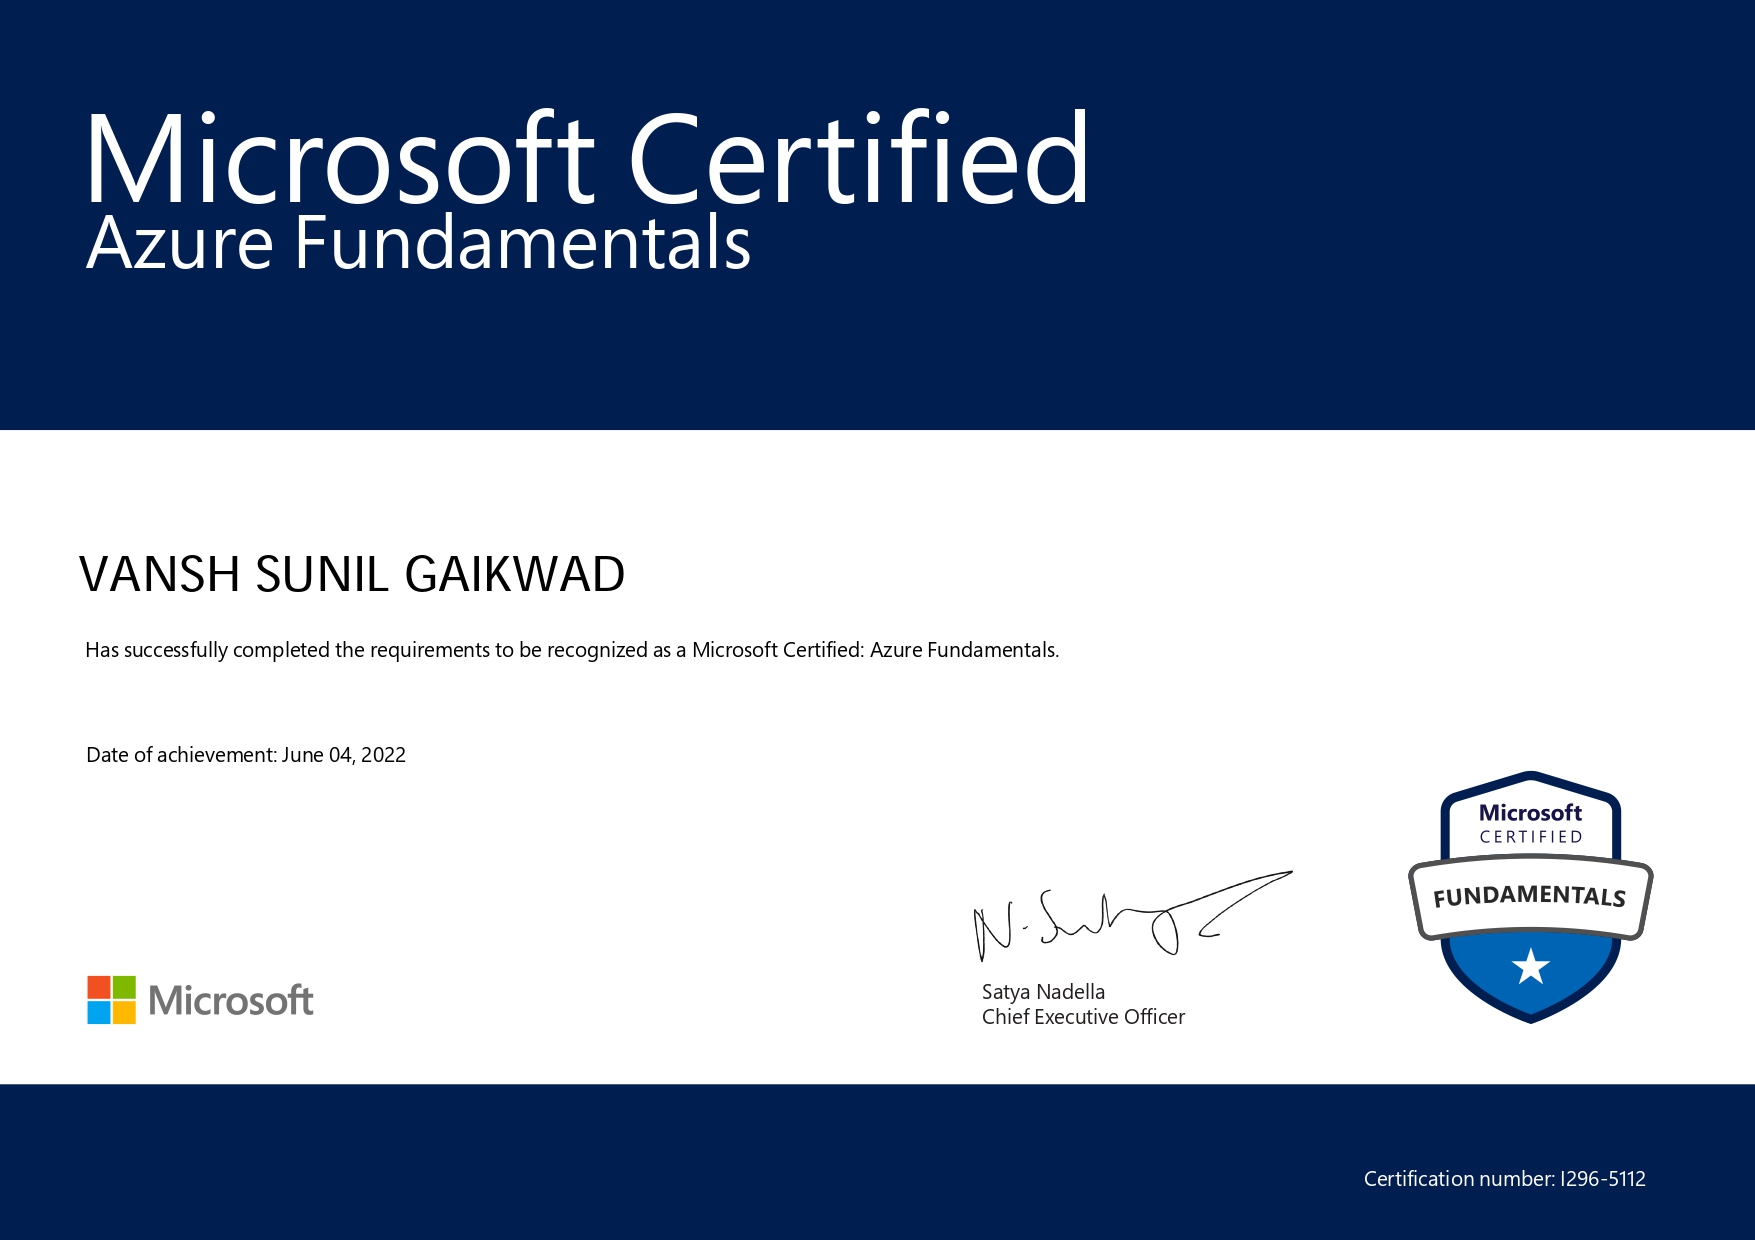 Microsoft Certified
Azure Fundamentals
VANSH SUNIL GAIKWAD
Has successfully completed the requirements to be recognized as a Microsoft Certified: Azure Fundamentals.
Date of achievement: June 04, 2022
Microsoft
CERTIFIED
FUNDAMENTALS
Satya Nadella
Chief Executive Officer
Microsoft
Certification number: I296-5112